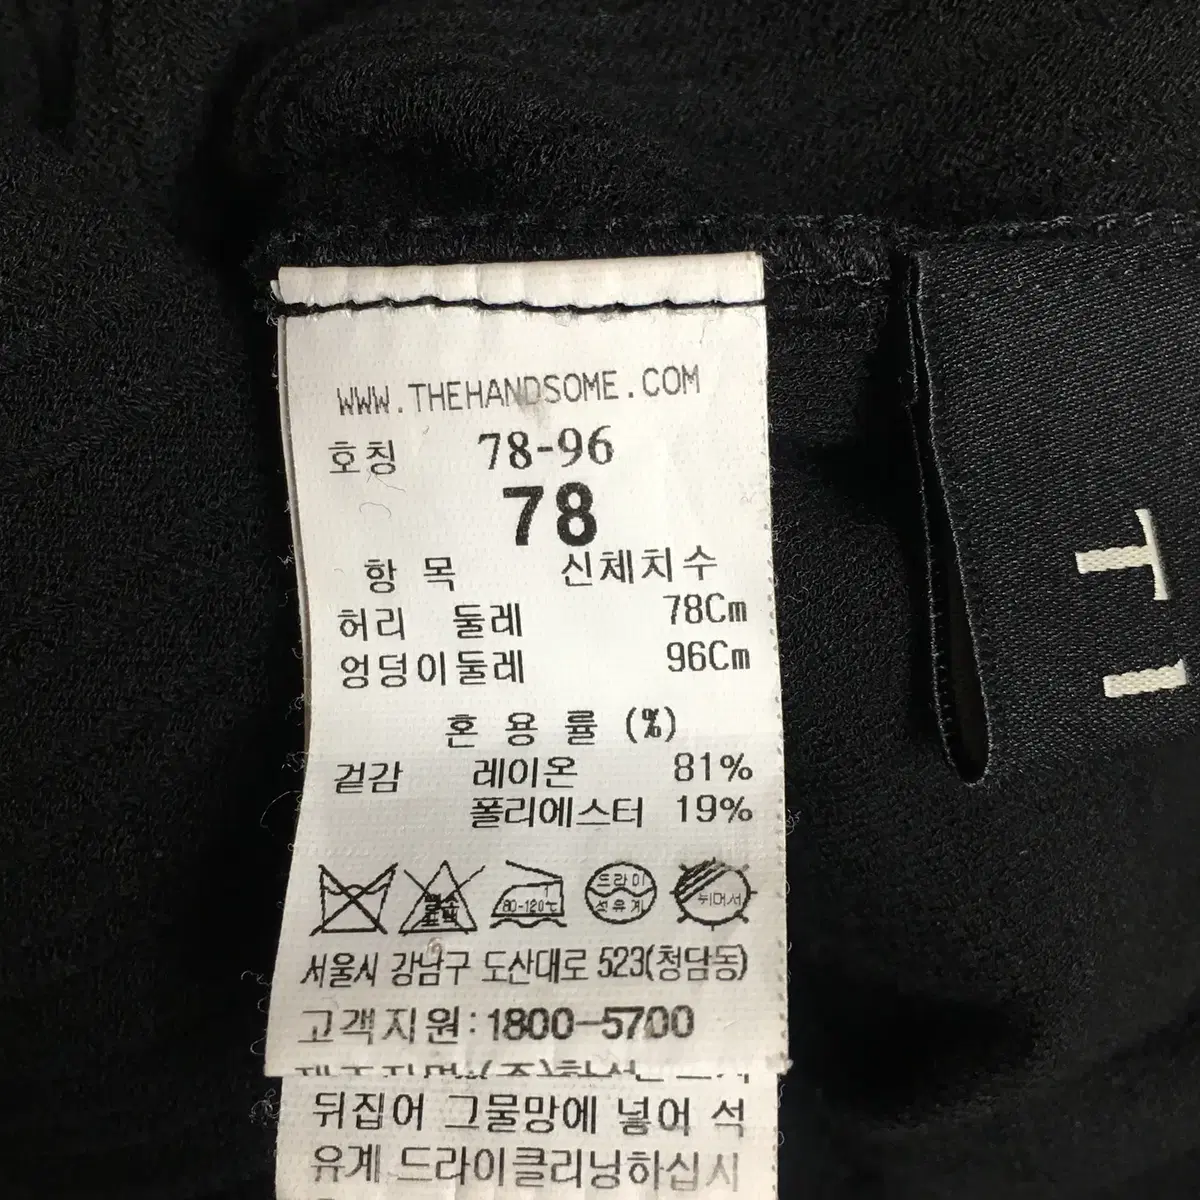 WWW.THEHANDSOME.COM
호칭 78-96
78
항 목 신체치수
허리 둘레 78Cm
엉덩이둘레 96Cm
혼 용 률 (%)
겉감 레이온 81%
폴리에스터 19%
80-120℃
드라이
석유계
뉘어서
서울시 강남구 도산대로 523(청담동)
고객지원:1800-5700
뒤집어 그물망에 넣어 석
유계 드라이클리닝하십시
T I